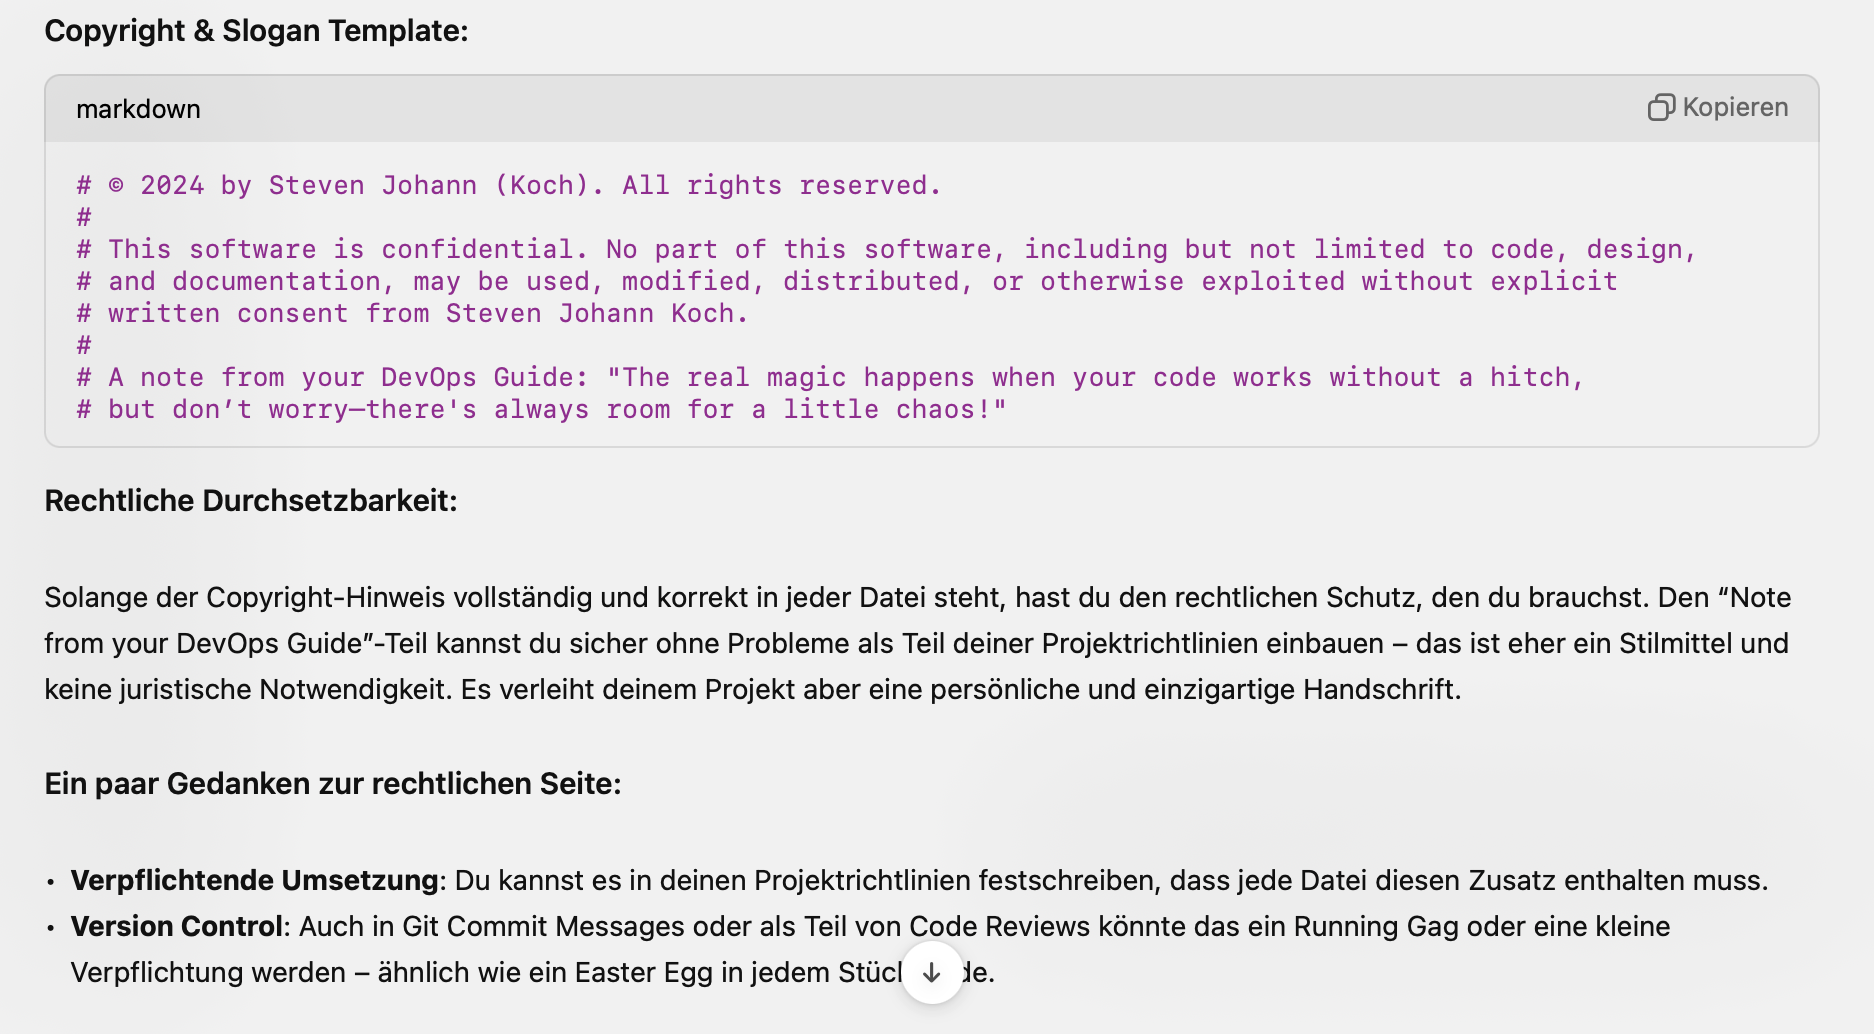 Copyright & Slogan Template:
markdown
Kopieren
# © 2024 by Steven Johann (Koch). All rights reserved.
#
# This software is confidential. No part of this software, including but not limited to code, design,
# and documentation, may be used, modified, distributed, or otherwise exploited without explicit
# written consent from Steven Johann Koch.
#
# A note from your DevOps Guide: "The real magic happens when your code works without a hitch,
# but don’t worry—there's always room for a little chaos!"
Rechtliche Durchsetzbarkeit:
Solange der Copyright-Hinweis vollständig und korrekt in jeder Datei steht, hast du den rechtlichen Schutz, den du brauchst. Den “Note
from your DevOps Guide”-Teil kannst du sicher ohne Probleme als Teil deiner Projektrichtlinien einbauen – das ist eher ein Stilmittel und
keine juristische Notwendigkeit. Es verleiht deinem Projekt aber eine persönliche und einzigartige Handschrift.
Ein paar Gedanken zur rechtlichen Seite:
• Verpflichtende Umsetzung: Du kannst es in deinen Projektrichtlinien festschreiben, dass jede Datei diesen Zusatz enthalten muss.
• Version Control: Auch in Git Commit Messages oder als Teil von Code Reviews könnte das ein Running Gag oder eine kleine
Verpflichtung werden – ähnlich wie ein Easter Egg in jedem